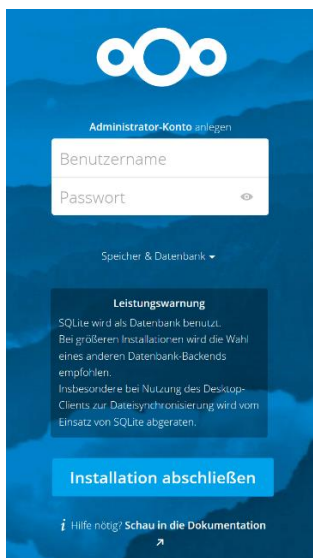 Administrator-Konto anlegen
Benutzername
Passwort
Speicher & Datenbank
Leistungswarnung
SQLite wird als Datenbank benutzt.
Bei größeren Installationen wird die Wahl
eines anderen Datenbank-Backends
empfohlen.
Insbesondere bei Nutzung des Desktop-
Clients zur Dateisynchronisierung wird vom
Einsatz von SQLite abgeraten.
Installation abschließen
i Hilfe nötig? Schau in die Dokumentation
↗